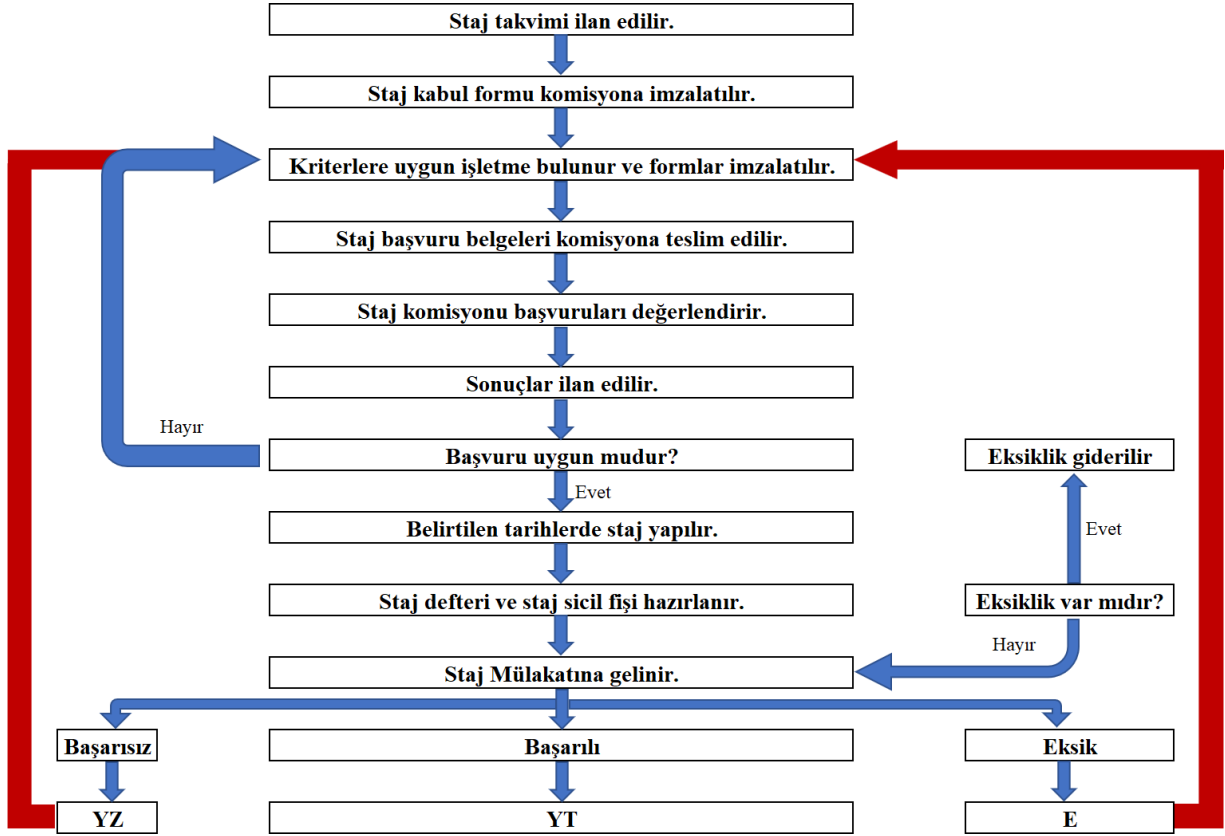 Staj takvimi ilan edilir.
Staj kabul formu komisyona imzalatılır.
Kriterlere uygun işletme bulunur ve formlar imzalatılır.
Staj başvuru belgeleri komisyona teslim edilir.
Staj komisyonu başvuruları değerlendirir.
Sonuçlar ilan edilir.
Hayır
Başvuru uygun mudur?
Eksiklik giderilir
Evet
Belirtilen tarihlerde staj yapılır.
Evet
Staj defteri ve staj sicil fişi hazırlanır.
Eksiklik var mıdır?
Hayır
Staj Mülakatına gelinir.
Başarısız
Başarılı
Eksik
YZ
YT
E